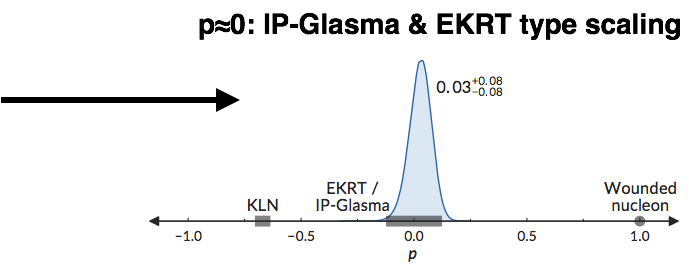 p≈0: IP-Glasma & EKRT type scaling
0.03+0.08
−0.08
EKRT /
IP-Glasma
KLN
Wounded
nucleon
−1.0 −0.5 0.0 0.5 1.0
p